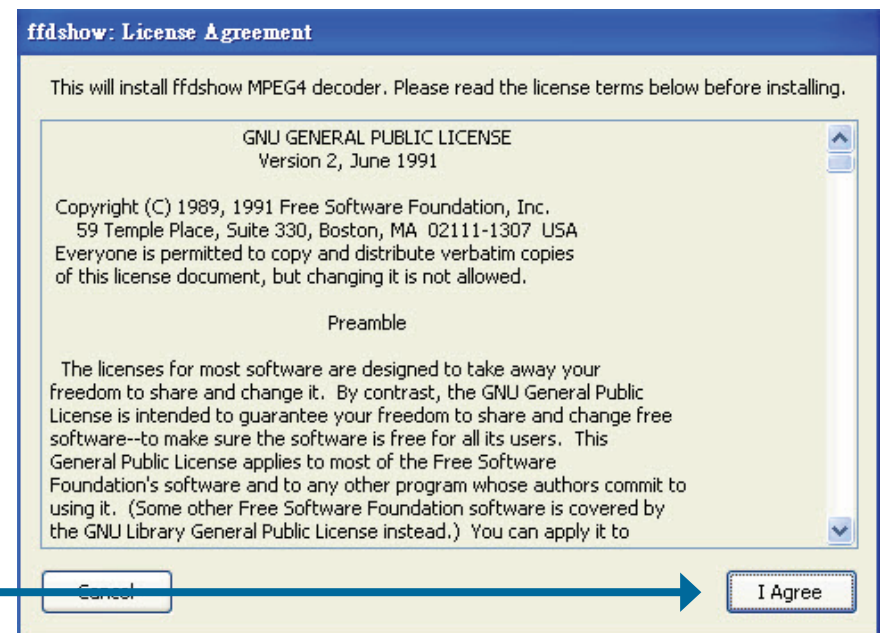 ffdshow: License Agreement
This will install ffdshow MPEG4 decoder. Please read the license terms below before installing.
GNU GENERAL PUBLIC LICENSE
Version 2, June 1991
Copyright (C) 1989, 1991 Free Software Foundation, Inc.
59 Temple Place, Suite 330, Boston, MA 02111-1307 USA
Everyone is permitted to copy and distribute verbatim copies
of this license document, but changing it is not allowed.
Preamble
The licenses for most software are designed to take away your
freedom to share and change it. By contrast, the GNU General Public
License is intended to guarantee your freedom to share and change free
software--to make sure the software is free for all its users. This
General Public License applies to most of the Free Software
Foundation's software and to any other program whose authors commit to
using it. (Some other Free Software Foundation software is covered by
the GNU Library General Public License instead.) You can apply it to
Cancel
I Agree